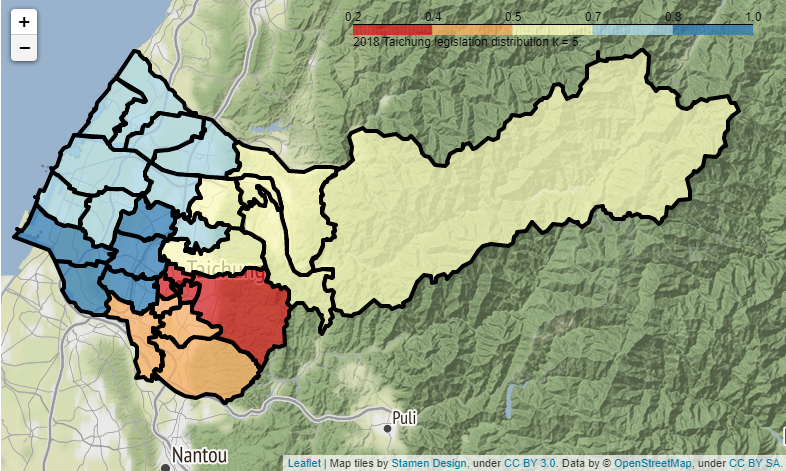 +
−
0.2 0.4 0.5 0.7 0.8 1.0
2018 Taichung legislation distribution k = 5
Taichung
Puli
Nantou
Leaflet | Map tiles by Stamen Design, under CC BY 3.0. Data by © OpenStreetMap, under CC BY SA.